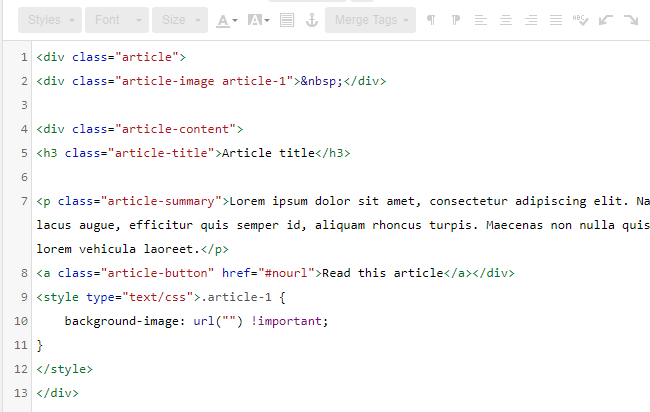 Styles Font Size A A Merge Tags ABC
1 <div class="article">
2 <div class="article-image article-1">&nbsp;</div>
3
4 <div class="article-content">
5 <h3 class="article-title">Article title</h3>
6
7 <p class="article-summary">Lorem ipsum dolor sit amet, consectetur adipiscing elit. Na
lacus augue, efficitur quis semper id, aliquam rhoncus turpis. Maecenas non nulla quis
lorem vehicula laoreet.</p>
8 <a class="article-button" href="#nourl">Read this article</a></div>
9 <style type="text/css">.article-1 {
10     background-image: url("") !important;
11 }
12 </style>
13 </div>